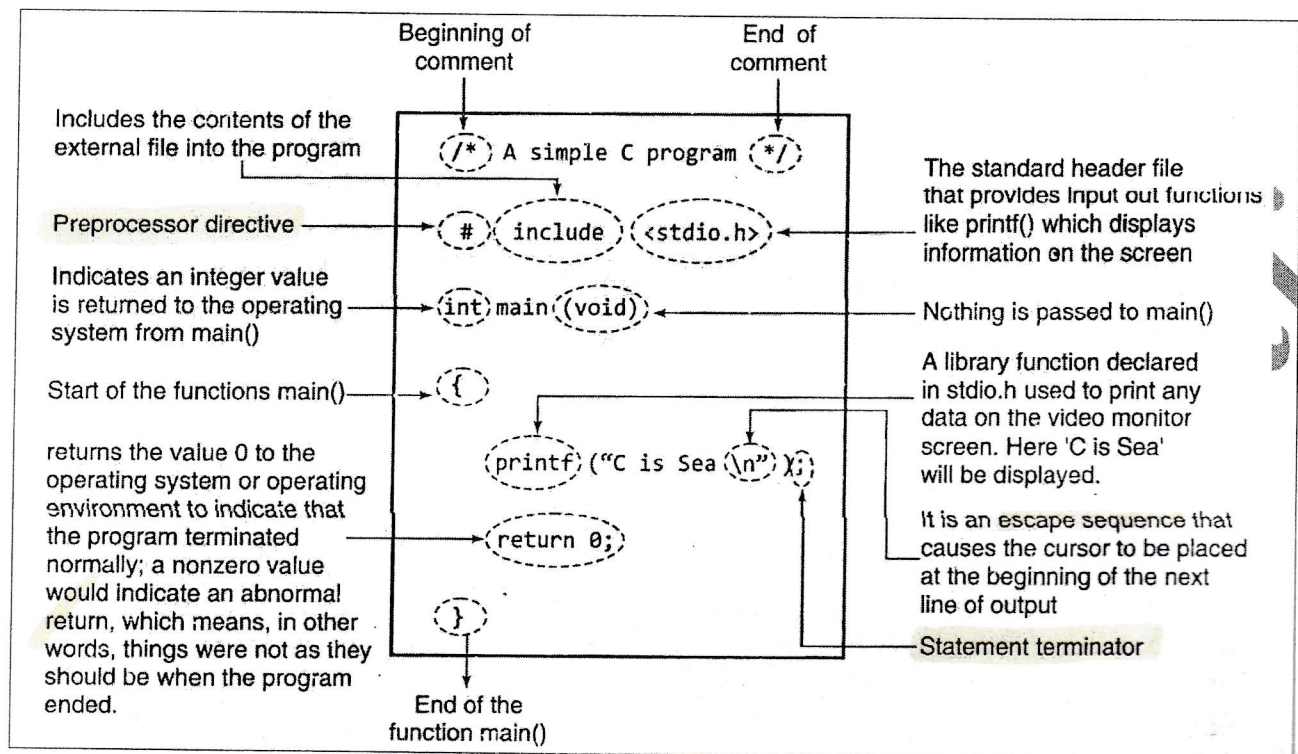 Beginning of
comment
End of
comment
Includes the contents of the
external file into the program
/* A simple C program */
Preprocessor directive
# include <stdio.h>
The standard header file
that provides Input out functions
like printf() which displays
information on the screen
Indicates an integer value
is returned to the operating
system from main()
int main (void)
Nothing is passed to main()
Start of the functions main()
{
A library function declared
in stdio.h used to print any
data on the video monitor
screen. Here 'C is Sea'
will be displayed.
printf (“C is Sea \n” );
returns the value 0 to the
operating system or operating
environment to indicate that
the program terminated
normally; a nonzero value
would indicate an abnormal
return, which means, in other
words, things were not as they
should be when the program
ended.
return 0;
It is an escape sequence that
causes the cursor to be placed
at the beginning of the next
line of output
}
Statement terminator
End of the
function main()